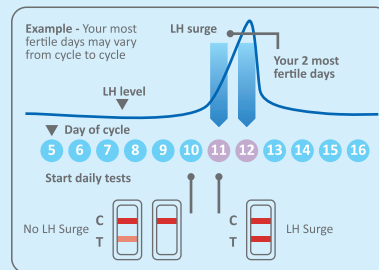 Example - Your most
fertile days may vary
from cycle to cycle
LH surge
Your 2 most
fertile days
LH level
Day of cycle
5 6 7 8 9 10 11 12 13 14 15 16
Start daily tests
No LH Surge
C
T
C
T
LH Surge